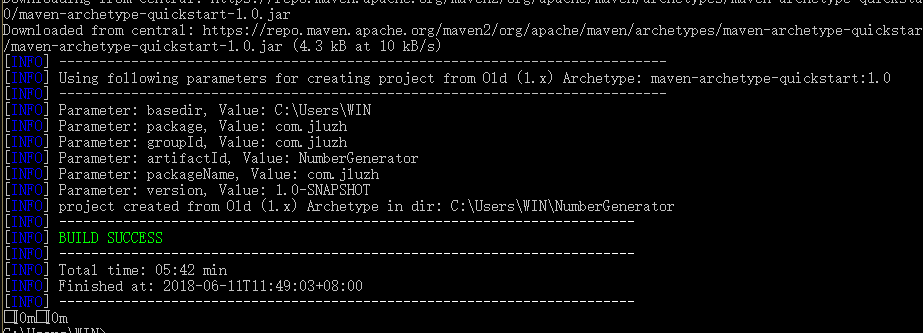 0/maven-archetype-quickstart-1.0.jar
Downloaded from central: https://repo.maven.apache.org/maven2/org/apache/maven/archetypes/maven-archetype-quickstar
/maven-archetype-quickstart-1.0.jar (4.3 kB at 10 kB/s)
[INFO] ----------------------------------------------------------------------------
[INFO] Using following parameters for creating project from Old (1.x) Archetype: maven-archetype-quickstart:1.0
[INFO] ----------------------------------------------------------------------------
[INFO] Parameter: basedir, Value: C:\Users\WIN
[INFO] Parameter: package, Value: com.jluzh
[INFO] Parameter: groupId, Value: com.jluzh
[INFO] Parameter: artifactId, Value: NumberGenerator
[INFO] Parameter: packageName, Value: com.jluzh
[INFO] Parameter: version, Value: 1.0-SNAPSHOT
[INFO] project created from Old (1.x) Archetype in dir: C:\Users\WIN\NumberGenerator
[INFO] ------------------------------------------------------------------------
[INFO] BUILD SUCCESS
[INFO] ------------------------------------------------------------------------
[INFO] Total time: 05:42 min
[INFO] Finished at: 2018-06-11T11:49:03+08:00
[INFO] ------------------------------------------------------------------------
[0m[0m